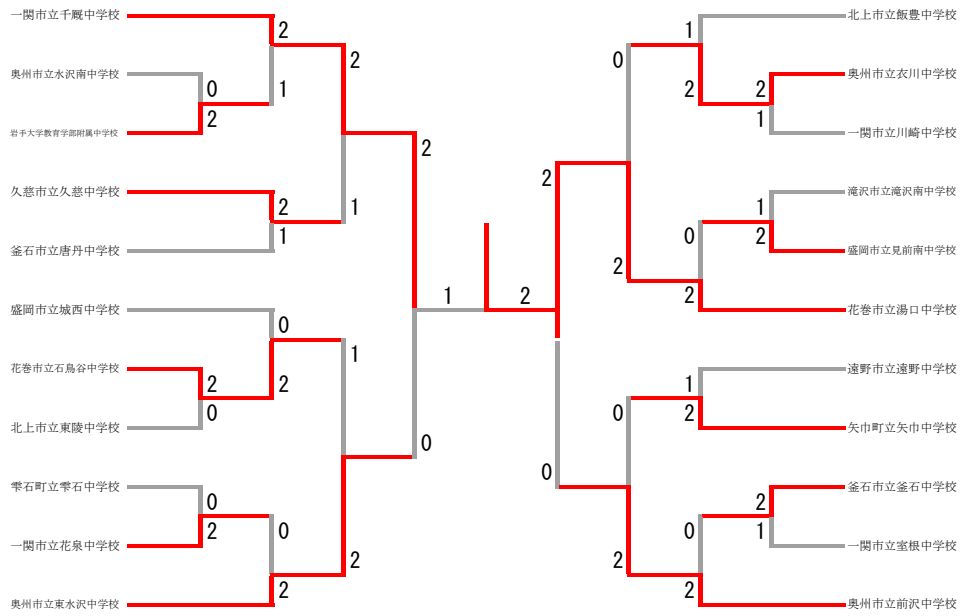 一関市立千厩中学校
2
奥州市立水沢南中学校
0
1
2
岩手大学教育学部附属中学校
2
久慈市立久慈中学校
2
1
釜石市立唐丹中学校
1
2
盛岡市立城西中学校
0
1
花巻市立石鳥谷中学校
2
2
北上市立東陵中学校
0
0
雫石町立雫石中学校
0
一関市立花泉中学校
2
0
2
奥州市立東水沢中学校
2
1
2
北上市立飯豊中学校
1
0
奥州市立衣川中学校
2
2
一関市立川崎中学校
1
2
滝沢市立滝沢南中学校
1
盛岡市立見前南中学校
0
2
2
花巻市立湯口中学校
2
遠野市立遠野中学校
1
矢巾町立矢巾中学校
0
2
0
釜石市立釜石中学校
2
一関市立室根中学校
0
1
2
奥州市立前沢中学校
2